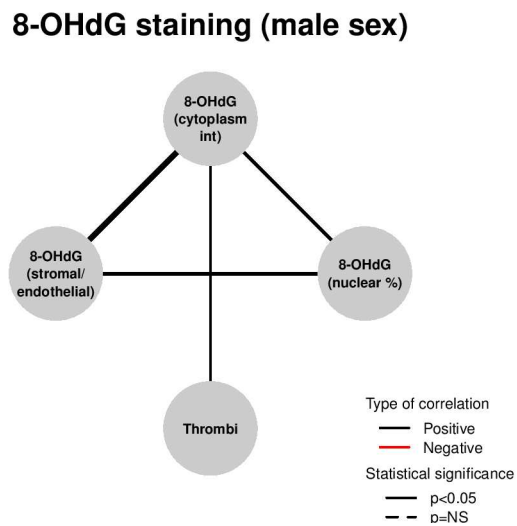 8-OHdG staining (male sex)
8-OHdG
(cytoplasm
int)
8-OHdG
(stromal/
endothelial)
8-OHdG
(nuclear %)
Thrombi
Type of correlation
Positive
Negative
Statistical significance
p<0.05
p=NS